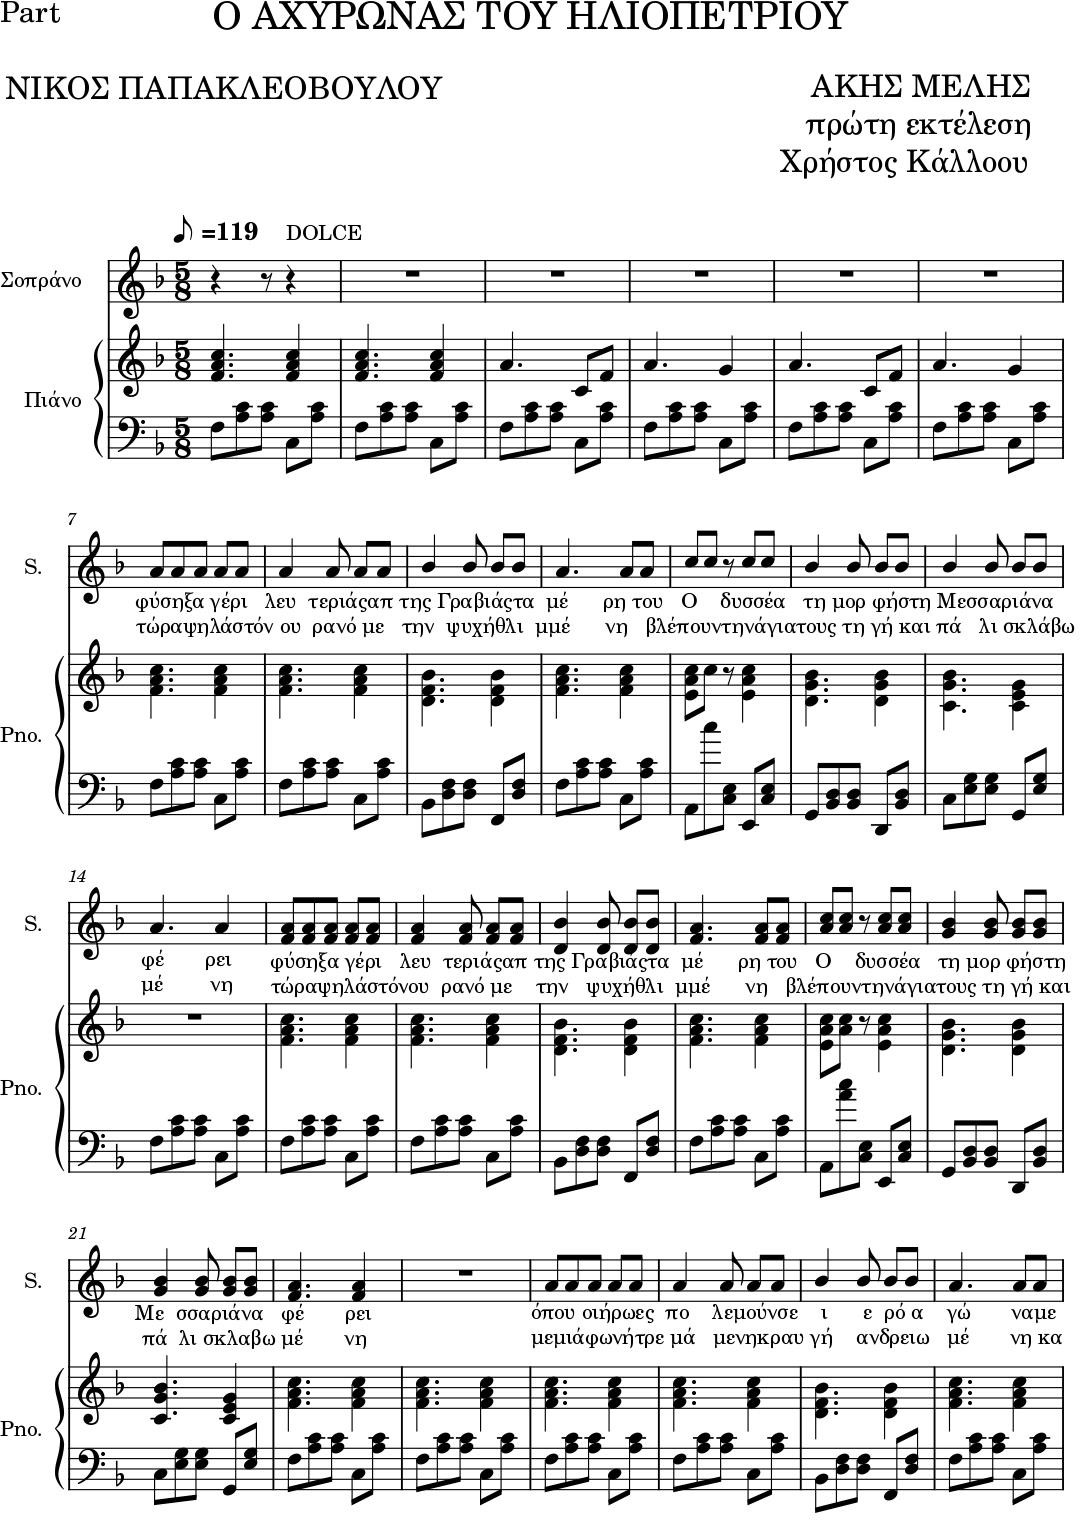 Part
Ο ΑΧΥΡΩΝΑΣ ΤΟΥ ΗΛΙΟΠΕΤΡΙΟΥ
ΝΙΚΟΣ ΠΑΠΑΚΛΕΟΒΟΥΛΟΥ
ΑΚΗΣ ΜΕΛΗΣ
πρώτη εκτέλεση
Χρήστος Κάλλοου
=119 DOLCE
Σοπράνο
Πιάνο
7
S.
φύσηξα γέρι λευ τεριάςαπ της Γραβιάςτα μέ ρη του Ο δυσσέα τη μορ φήστη Μεσσαριάνα
τώραψηλάστόν ου ρανό με την ψυχήθλι μμέ νη βλέπουντηνάγιατους τη γή και πά λι σκλάβω
Pno.
14
S.
φέ ρει φύσηξα γέρι λευ τεριάςαπ της Γραβιάςτα μέ ρη του Ο δυσσέα τη μορ φήστη
μέ νη τώραψηλάστόνου ρανό με την ψυχήθλι μμέ νη βλέπουντηνάγιατους τη γή και
Pno.
21
S.
Με σσαριάνα φέ ρει όπου οιήρωες πο λεμούνσε ι ε ρό α γώ ναμε
πά λι σκλαβω μέ νη μεμιάφωνήτρε μά μενηκραυ γή ανδρειω μέ νη κα
Pno.